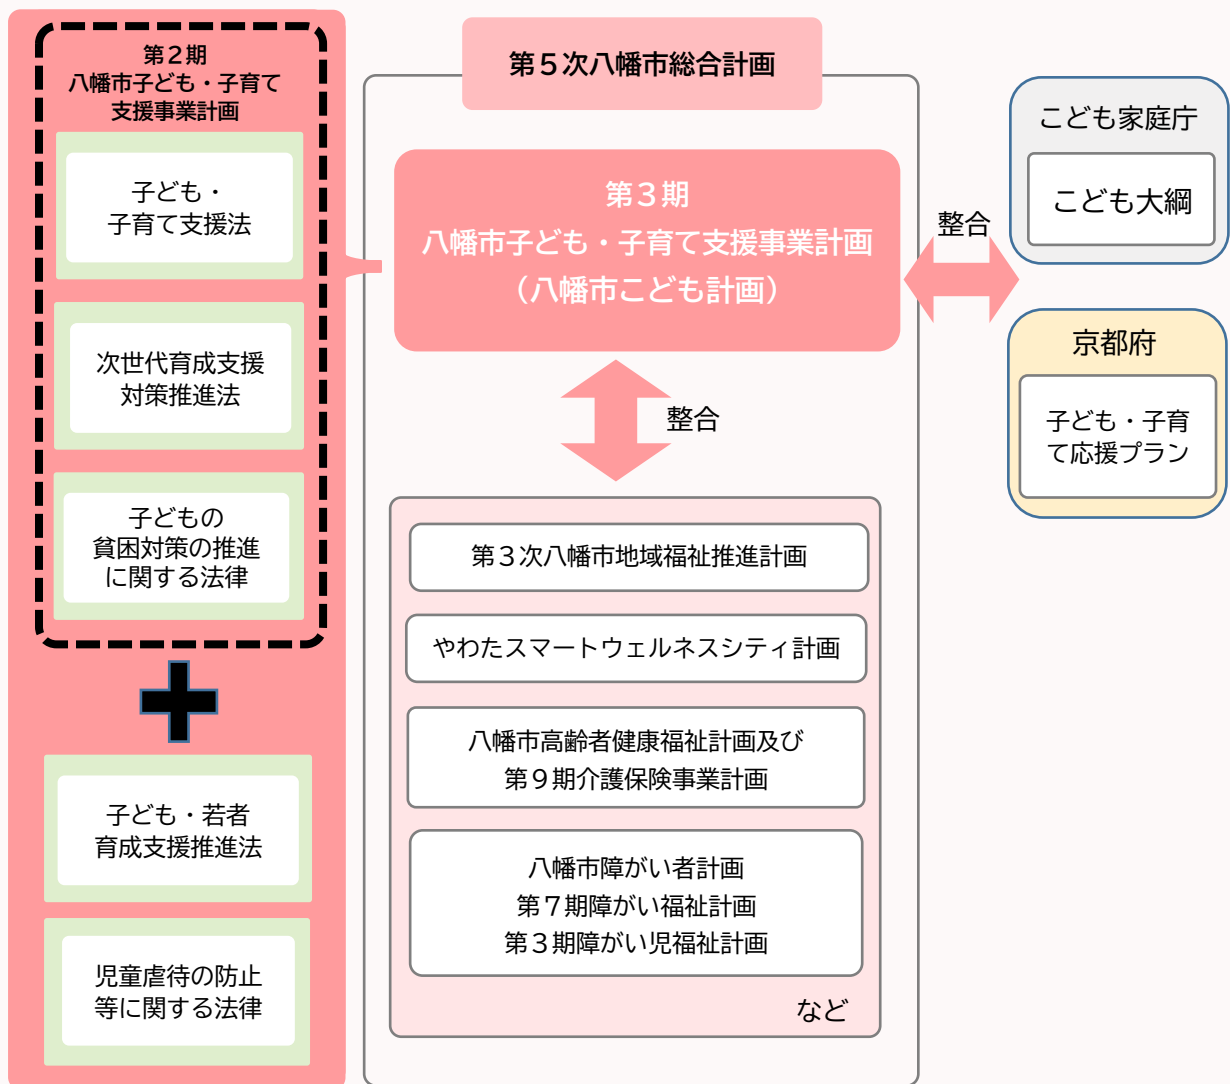 第２期
八幡市子ども・子育て
支援事業計画
子ども・
子育て支援法
次世代育成支援
対策推進法
子どもの
貧困対策の推進
に関する法律
子ども・若者
育成支援推進法
児童虐待の防止
等に関する法律
第５次八幡市総合計画
第３期
八幡市子ども・子育て支援事業計画
（八幡市こども計画）
整合
第３次八幡市地域福祉推進計画
やわたスマートウェルネスシティ計画
八幡市高齢者健康福祉計画及び
第９期介護保険事業計画
八幡市障がい者計画
第７期障がい福祉計画
第３期障がい児福祉計画
など
整合
こども家庭庁
こども大綱
京都府
子ども・子育
て応援プラン